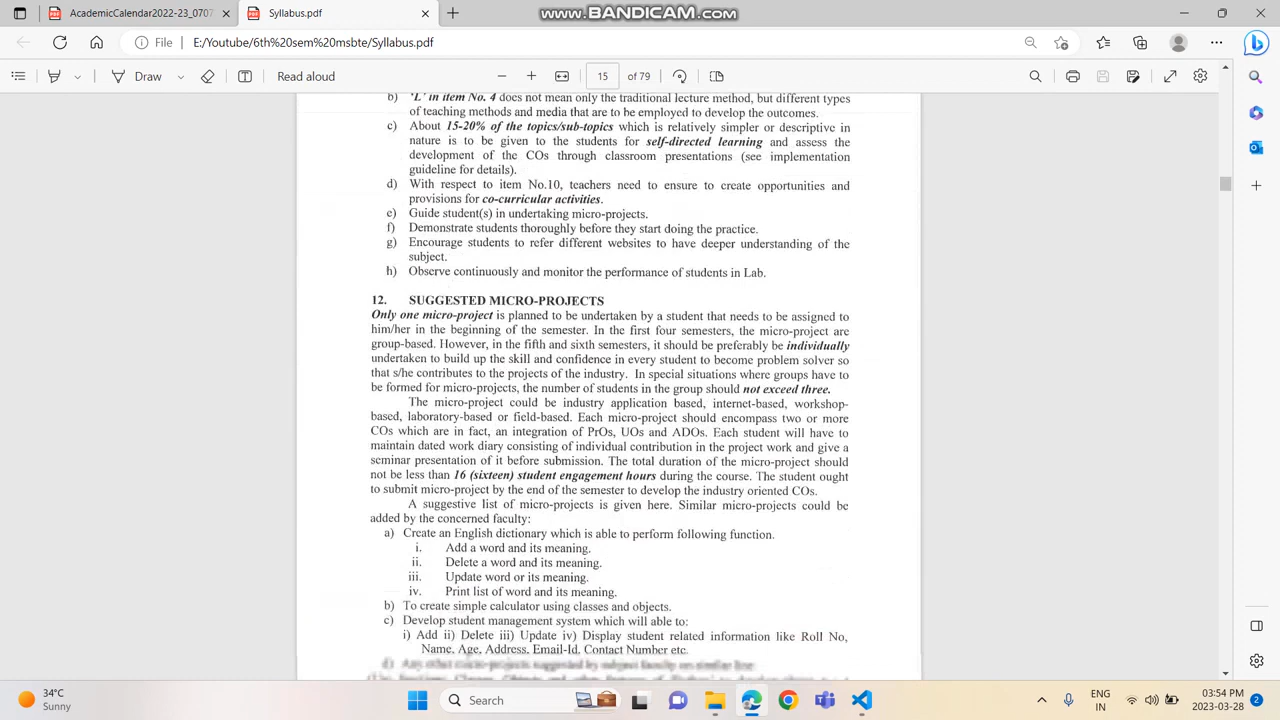 AcademicCalendar2022-23_0707
Syllabus.pdf
www.BANDICAM.com
File
E:/Youtube/6th%20sem%20msbte/Syllabus.pdf
Draw
Read aloud
15
of 79
b) 'L' in item No. 4 does not mean only the traditional lecture method, but different types
of teaching methods and media that are to be employed to develop the outcomes.
c) About 15-20% of the topics/sub-topics which is relatively simpler or descriptive in
nature is to be given to the students for self-directed learning and assess the
development of the COs through classroom presentations (see implementation
guideline for details).
d) With respect to item No.10, teachers need to ensure to create opportunities and
provisions for co-curricular activities.
e) Guide student(s) in undertaking micro-projects.
f) Demonstrate students thoroughly before they start doing the practice.
g) Encourage students to refer different websites to have deeper understanding of the
subject.
h) Observe continuously and monitor the performance of students in Lab.
12. SUGGESTED MICRO-PROJECTS
Only one micro-project is planned to be undertaken by a student that needs to be assigned to
him/her in the beginning of the semester. In the first four semesters, the micro-project are
group-based. However, in the fifth and sixth semesters, it should be preferably be individually
undertaken to build up the skill and confidence in every student to become problem solver so
that s/he contributes to the projects of the industry. In special situations where groups have to
be formed for micro-projects, the number of students in the group should not exceed three.
The micro-project could be industry application based, internet-based, workshop-
based, laboratory-based or field-based. Each micro-project should encompass two or more
COs which are in fact, an integration of PrOs, UOs and ADOs. Each student will have to
maintain dated work diary consisting of individual contribution in the project work and give a
seminar presentation of it before submission. The total duration of the micro-project should
not be less than 16 (sixteen) student engagement hours during the course. The student ought
to submit micro-project by the end of the semester to develop the industry oriented COs.
A suggestive list of micro-projects is given here. Similar micro-projects could be
added by the concerned faculty:
a) Create an English dictionary which is able to perform following function.
i. Add a word and its meaning.
ii. Delete a word and its meaning.
iii. Update word or its meaning.
iv. Print list of word and its meaning.
b) To create simple calculator using classes and objects.
c) Develop student management system which will able to:
i) Add ii) Delete iii) Update iv) Display student related information like Roll No,
Name, Age, Address, Email-Id, Contact Number etc.
Any other micro-projects suggested by subject faculty on similar line
34°C
Sunny
Search
ENG
IN
03:54 PM
2023-03-28
2